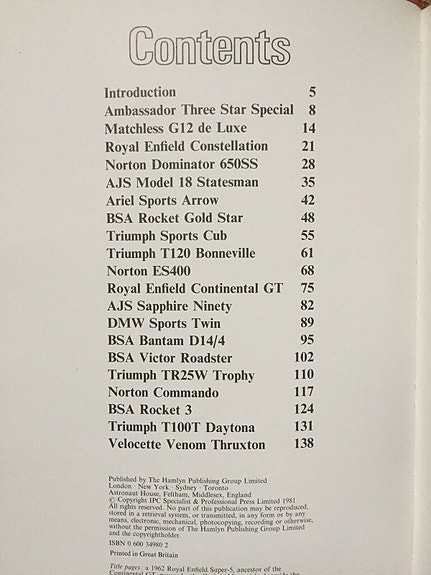 Contents
Introduction 5
Ambassador Three Star Special 8
Matchless G12 de Luxe 14
Royal Enfield Constellation 21
Norton Dominator 650SS 28
AJS Model 18 Statesman 35
Ariel Sports Arrow 42
BSA Rocket Gold Star 48
Triumph Sports Cub 55
Triumph T120 Bonneville 61
Norton ES400 68
Royal Enfield Continental GT 75
AJS Sapphire Ninety 82
DMW Sports Twin 89
BSA Bantam D14/4 95
BSA Victor Roadster 102
Triumph TR25W Trophy 110
Norton Commando 117
BSA Rocket 3 124
Triumph T100T Daytona 131
Velocette Venom Thruxton 138
Published by The Hamlyn Publishing Group Limited
London · New York · Sydney · Toronto
Astronaut House, Feltham, Middlesex, England
© Copyright IPC Specialist & Professional Press Limited 1981
All rights reserved. No part of this publication may be reproduced,
stored in a retrieval system, or transmitted, in any form or by any
means, electronic, mechanical, photocopying, recording or otherwise,
without the permission of The Hamlyn Publishing Group Limited
and the copyrightholder.
ISBN 0 600 34980 2
Printed in Great Britain
Title pages: a 1962 Royal Enfield Super-5, ancestor of the
Continental GT